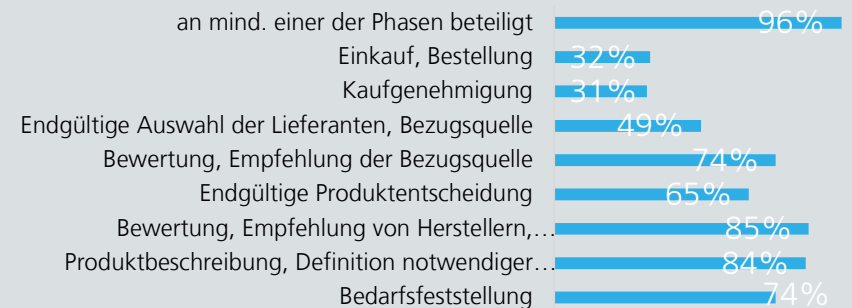 an mind. einer der Phasen beteiligt 96%
Einkauf, Bestellung 32%
Kaufgenehmigung 31%
Endgültige Auswahl der Lieferanten, Bezugsquelle 49%
Bewertung, Empfehlung der Bezugsquelle 74%
Endgültige Produktentscheidung 65%
Bewertung, Empfehlung von Herstellern,… 85%
Produktbeschreibung, Definition notwendiger… 84%
Bedarfsfeststellung 74%